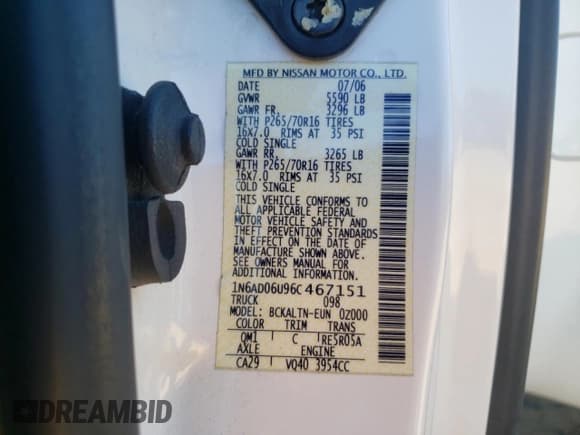 MFD BY NISSAN MOTOR CO., LTD.
DATE 07/06
GVWR 5590 LB
GAWR FR. 3296 LB
WITH P265/70R16 TIRES
16X7.0 RIMS AT 35 PSI
COLD SINGLE
GAWR RR. 3265 LB
WITH P265/70R16 TIRES
16X7.0 RIMS AT 35 PSI
COLD SINGLE
THIS VEHICLE CONFORMS TO
ALL APPLICABLE FEDERAL
MOTOR VEHICLE SAFETY AND
THEFT PREVENTION STANDARDS
IN EFFECT ON THE DATE OF
MANUFACTURE SHOWN ABOVE.
SEE OWNERS MANUAL FOR
ADDITIONAL INFORMATION.
1N6AD06U96C467151
TRUCK 098
MODEL: BCKALTN-EUN 0Z000
COLOR TRIM TRANS
QM1 C RE5R05A
AXLE ENGINE
CA29 VQ40 3954CC
DREAMBID